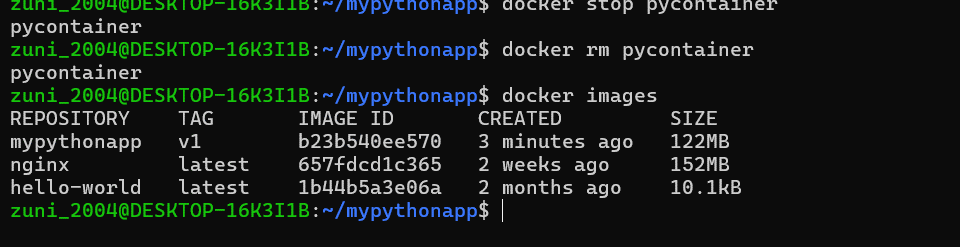 zuni_2004@DESKTOP-16K3I1B:~/mypythonapp$ docker stop pycontainer
pycontainer
zuni_2004@DESKTOP-16K3I1B:~/mypythonapp$ docker rm pycontainer
pycontainer
zuni_2004@DESKTOP-16K3I1B:~/mypythonapp$ docker images
REPOSITORY    TAG       IMAGE ID       CREATED         SIZE
mypythonapp   v1        b23b540ee570   3 minutes ago   122MB
nginx         latest    657fdcd1c365   2 weeks ago     152MB
hello-world   latest    1b44b5a3e06a   2 months ago    10.1kB
zuni_2004@DESKTOP-16K3I1B:~/mypythonapp$